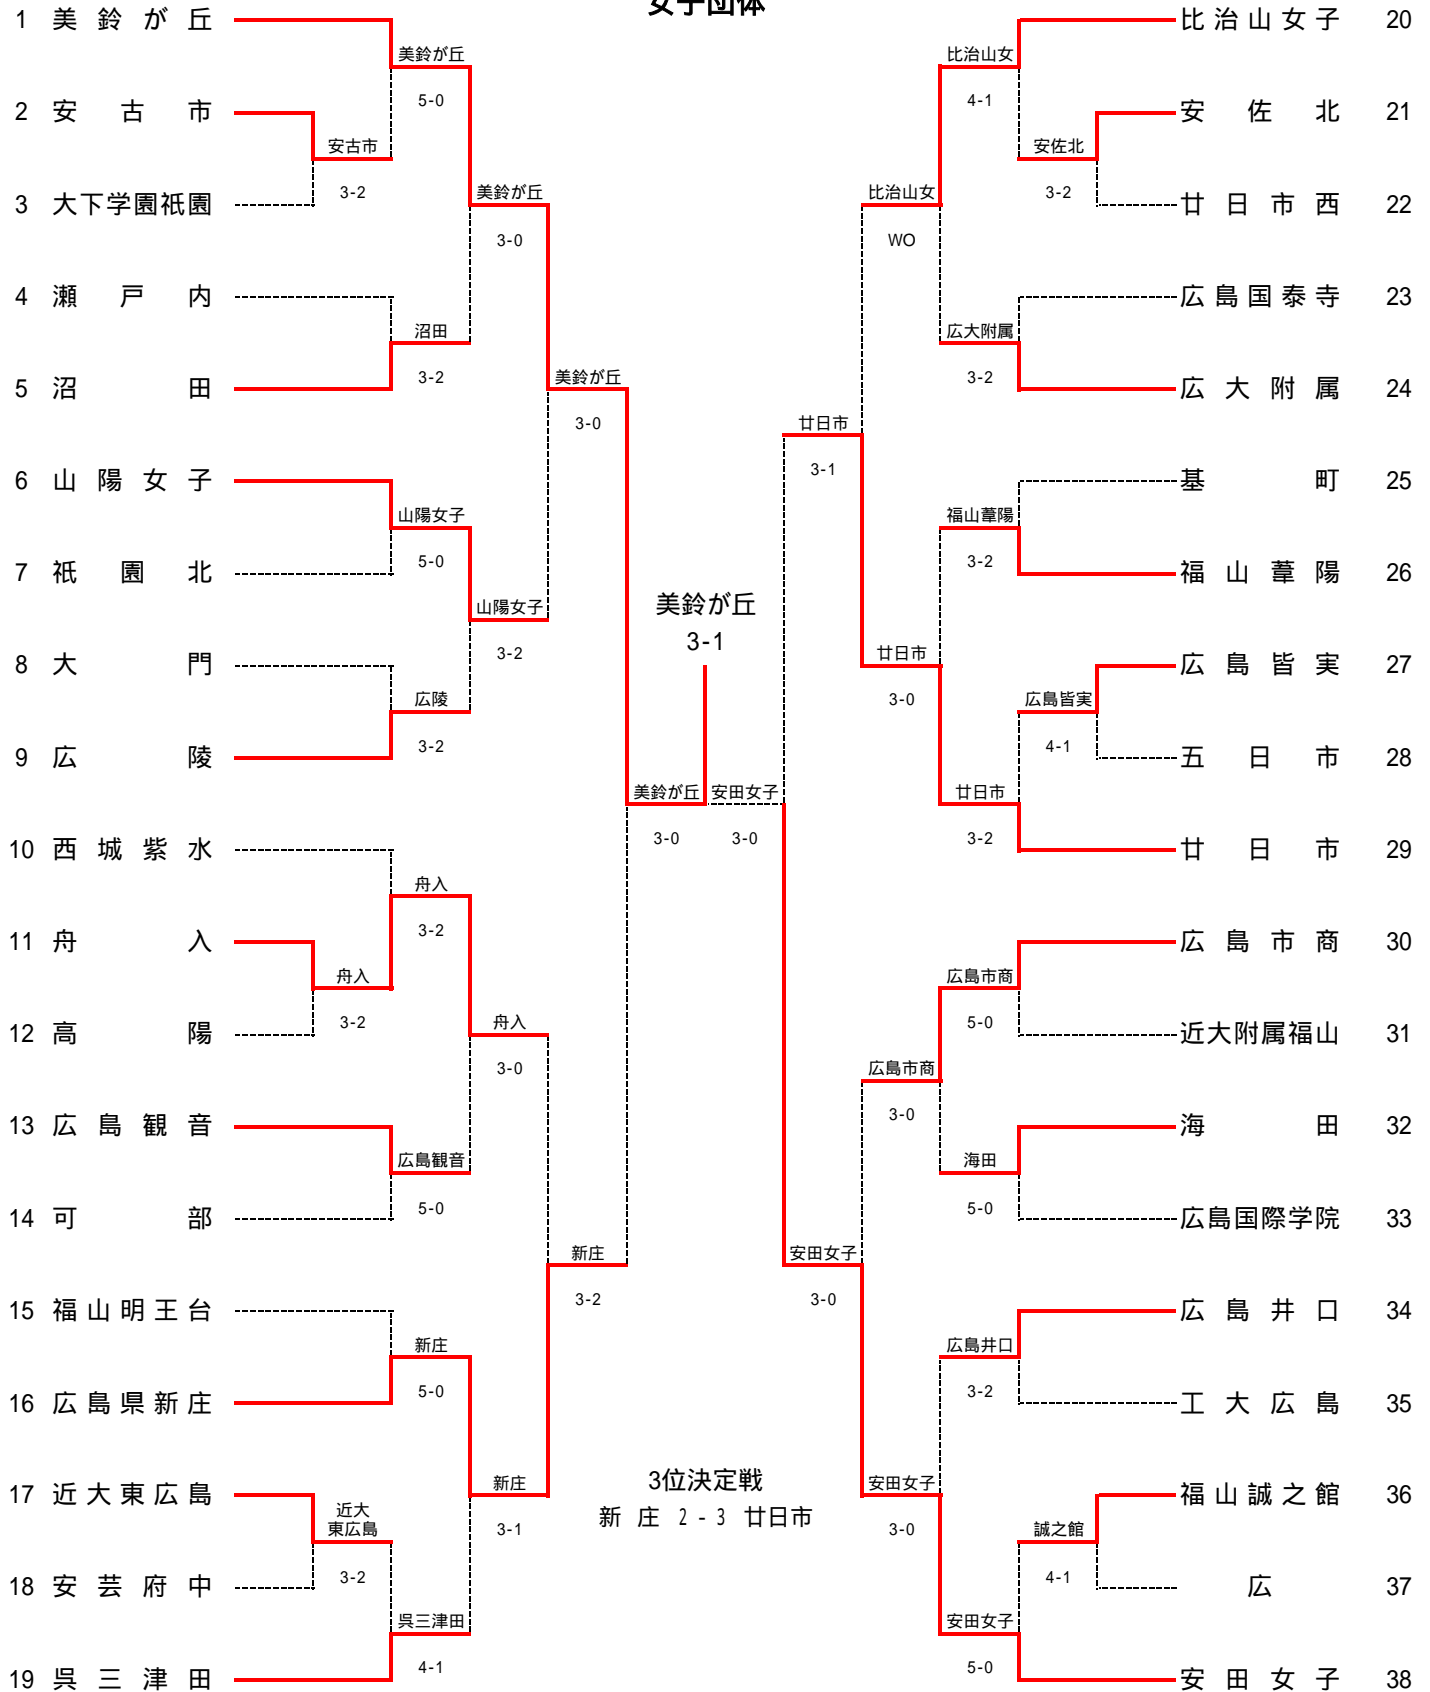 女子団体
1 美鈴が丘
2 安古市
3 大下学園祇園
4 瀬戸内
5 沼田
6 山陽女子
7 祇園北
8 大門
9 広陵
10 西城紫水
11 舟入
12 高陽
13 広島観音
14 可部
15 福山明王台
16 広島県新庄
17 近大東広島
18 安芸府中
19 呉三津田
安古市
3-2
舟入
3-2
近大
東広島
3-2
美鈴が丘
5-0
沼田
3-2
山陽女子
5-0
広陵
3-2
舟入
3-2
広島観音
5-0
新庄
5-0
呉三津田
4-1
美鈴が丘
3-0
山陽女子
3-2
舟入
3-0
新庄
3-1
美鈴が丘
3-0
新庄
3-2
美鈴が丘
3-0
美鈴が丘
3-1
安田女子
3-0
3位決定戦
新 庄 2 - 3 廿日市
廿日市
3-1
安田女子
3-0
比治山女
WO
廿日市
3-0
広島市商
3-0
安田女子
3-0
比治山女
4-1
広大附属
3-2
福山葦陽
3-2
廿日市
3-2
広島市商
5-0
海田
5-0
広島井口
3-2
安田女子
5-0
安佐北
3-2
広島皆実
4-1
誠之館
4-1
比治山女子 20
安佐北 21
廿日市西 22
広島国泰寺 23
広大附属 24
基町 25
福山葦陽 26
広島皆実 27
五日市 28
廿日市 29
広島市商 30
近大附属福山 31
海田 32
広島国際学院 33
広島井口 34
工大広島 35
福山誠之館 36
広 37
安田女子 38